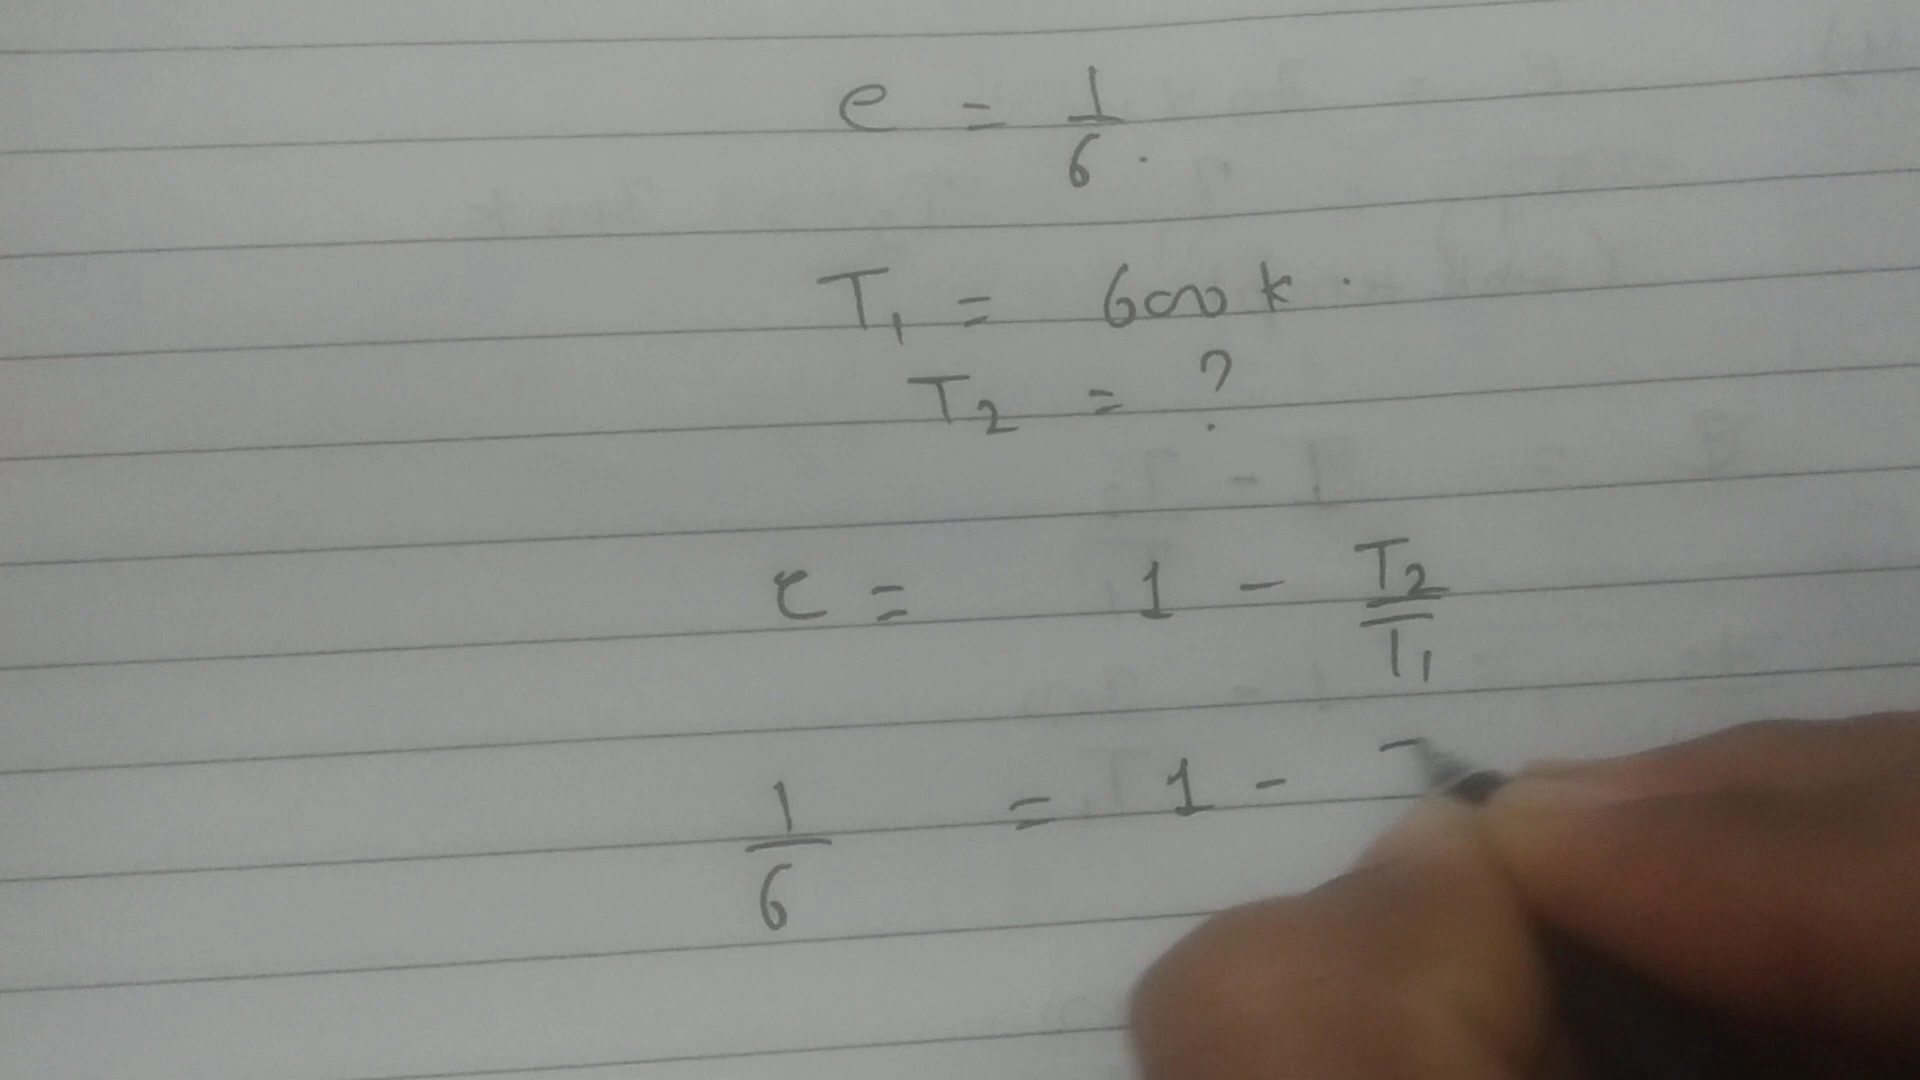 e = 1/6.
T₁ = 600 k.
T₂ = ?
e = 1 - T₂/T₁
1/6 = 1 -